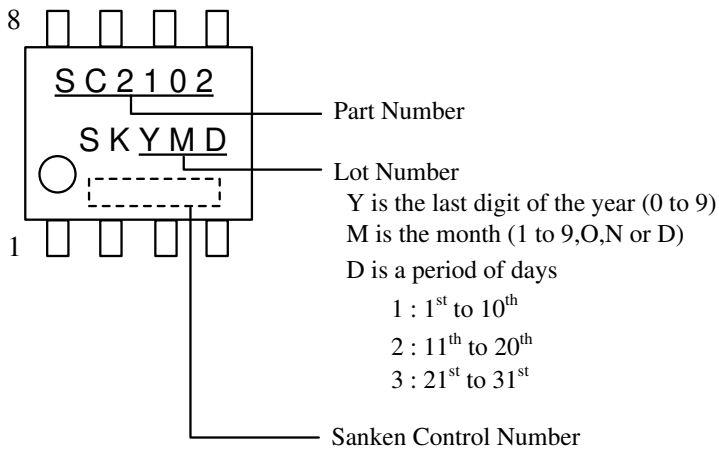 8
SC2102
Part Number
SKYMD
Lot Number
Y is the last digit of the year (0 to 9)
M is the month (1 to 9,O,N or D)
1
D is a period of days
1 : 1st to 10th
2 : 11th to 20th
3 : 21st to 31st
Sanken Control Number